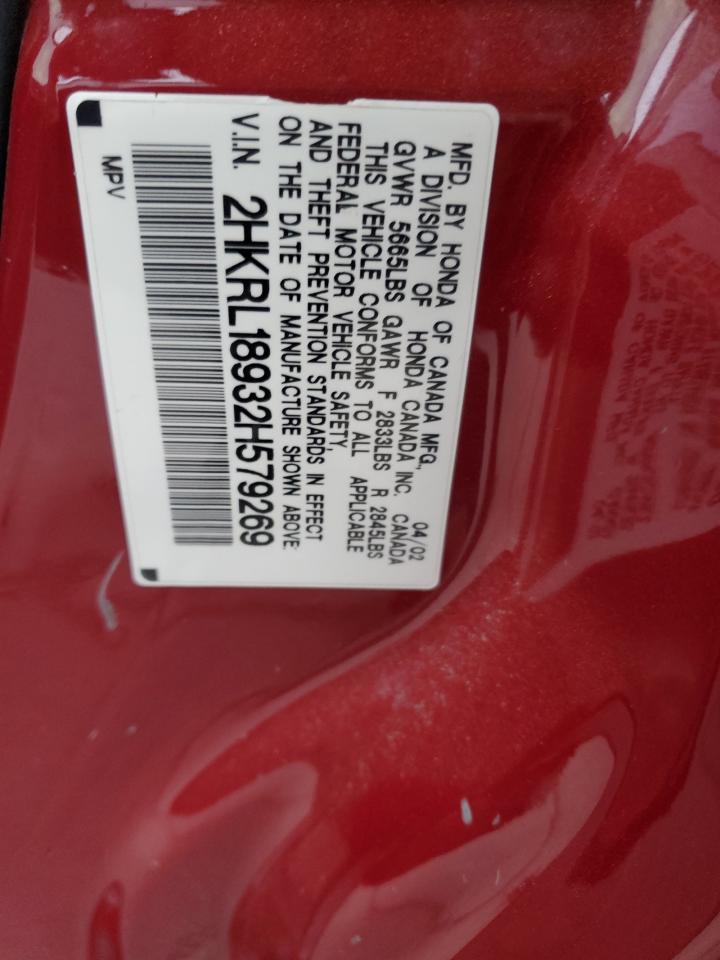 MFD. BY HONDA OF CANADA MFG., 04/02
A DIVISION OF HONDA CANADA INC. CANADA
GVWR 5665LBS GAWR F 2833LBS R 2845LBS
THIS VEHICLE CONFORMS TO ALL APPLICABLE
FEDERAL MOTOR VEHICLE SAFETY,
AND THEFT PREVENTION STANDARDS IN EFFECT
ON THE DATE OF MANUFACTURE SHOWN ABOVE.
V.I.N. 2HKRL18932H579269
MPV